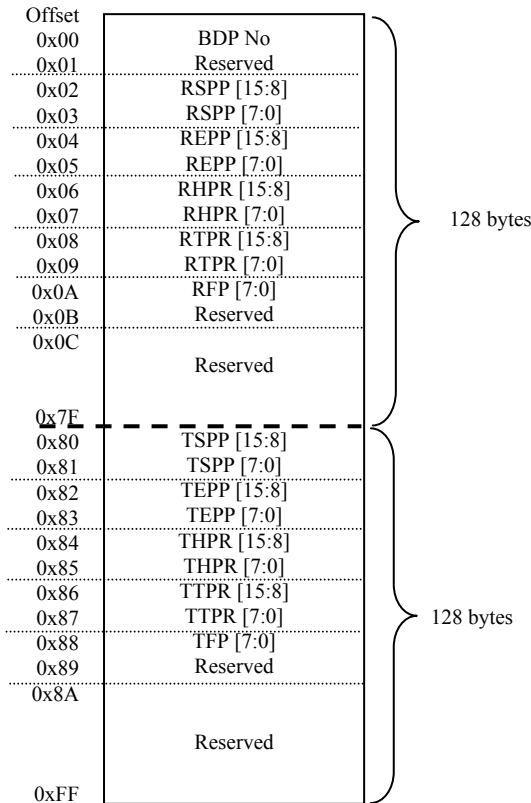 Offset
0x00 BDP No
0x01 Reserved
0x02 RSPP [15:8]
0x03 RSPP [7:0]
0x04 REPP [15:8]
0x05 REPP [7:0]
0x06 RHPR [15:8]
0x07 RHPR [7:0]
128 bytes
0x08 RTPR [15:8]
0x09 RTPR [7:0]
0x0A RFP [7:0]
0x0B Reserved
0x0C
Reserved
0x7F
0x80 TSPP [15:8]
0x81 TSPP [7:0]
0x82 TEPP [15:8]
0x83 TEPP [7:0]
0x84 THPR [15:8]
0x85 THPR [7:0]
0x86 TTPR [15:8]
0x87 TTPR [7:0]
128 bytes
0x88 TFP [7:0]
0x89 Reserved
0x8A
Reserved
0xFF